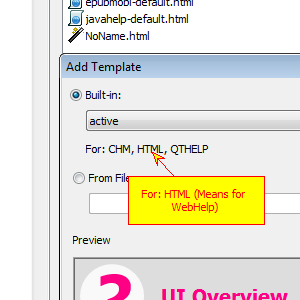 epubmobi-default.html
javahelp-default.html
NoName.html
Add Template
Built-in:
active
For: CHM, HTML, QTHELP
From File
For: HTML (Means for
WebHelp)
Preview
?
UI Overview